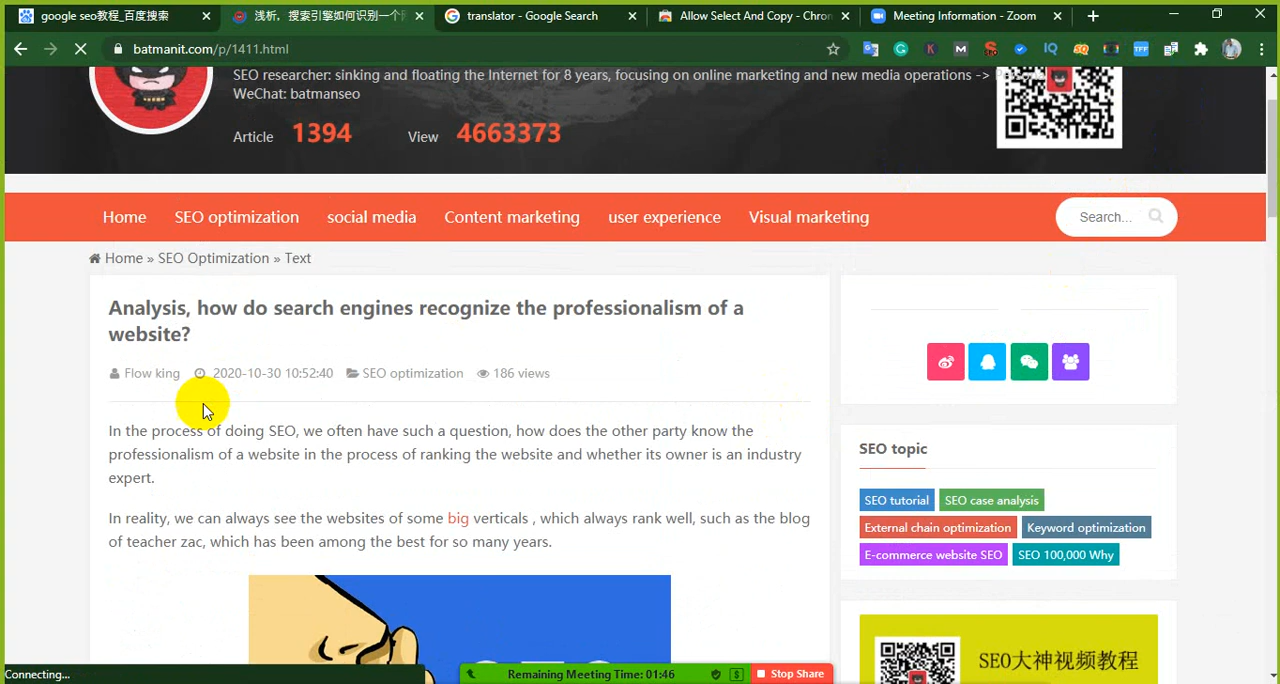 google seo教程_百度搜索
浅析，搜索引擎如何识别一个
translator - Google Search
Allow Select And Copy - Chron
Meeting Information - Zoom
batmanit.com/p/1411.html
SEO researcher: sinking and floating the Internet for 8 years, focusing on online marketing and new media operations ->
WeChat: batmanseo
Article 1394 View 4663373
Home SEO optimization social media Content marketing user experience Visual marketing Search...
Home » SEO Optimization » Text
Analysis, how do search engines recognize the professionalism of a
website?
Flow king 2020-10-30 10:52:40 SEO optimization 186 views
In the process of doing SEO, we often have such a question, how does the other party know the
professionalism of a website in the process of ranking the website and whether its owner is an industry
expert.
In reality, we can always see the websites of some big verticals , which always rank well, such as the blog
of teacher zac, which has been among the best for so many years.
SEO topic
SEO tutorial SEO case analysis
External chain optimization Keyword optimization
E-commerce website SEO SEO 100,000 Why
SEO大神视频教程
Connecting...
Remaining Meeting Time: 01:46
Stop Share